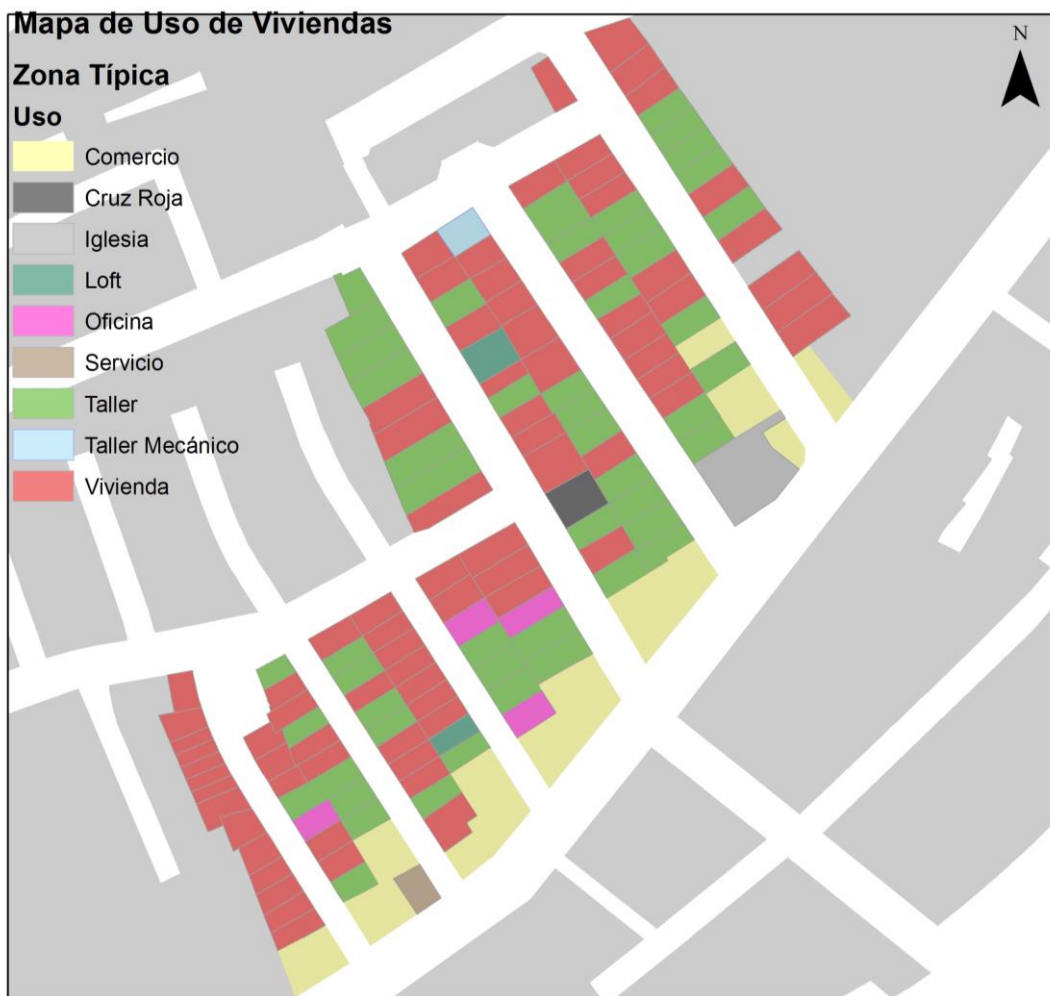 Mapa de Uso de Viviendas
N
Zona Típica
Uso
Comercio
Cruz Roja
Iglesia
Loft
Oficina
Servicio
Taller
Taller Mecánico
Vivienda